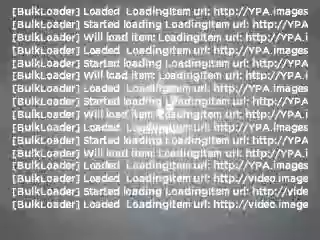 [BulkLoader] Loaded LoadingItem url: http://YPA.images
[BulkLoader] Started loading LoadingItem url: http://YPA
[BulkLoader] Will load item: LoadingItem url: http://YPA.i
[BulkLoader] Loaded LoadingItem url: http://YPA.images
[BulkLoader] Started loading LoadingItem url: http://YPA
[BulkLoader] Will load item: LoadingItem url: http://YPA.i
[BulkLoader] Loaded LoadingItem url: http://YPA.images
[BulkLoader] Started loading LoadingItem url: http://YPA
[BulkLoader] Will load item: LoadingItem url: http://YPA.i
[BulkLoader] Loaded LoadingItem url: http://YPA.images
[BulkLoader] Started loading LoadingItem url: http://YPA
[BulkLoader] Will load item: LoadingItem url: http://YPA.i
[BulkLoader] Loaded LoadingItem url: http://YPA.images
[BulkLoader] Loaded LoadingItem url: http://video.image
[BulkLoader] Started loading LoadingItem url: http://vide
[BulkLoader] Loaded LoadingItem url: http://video.image